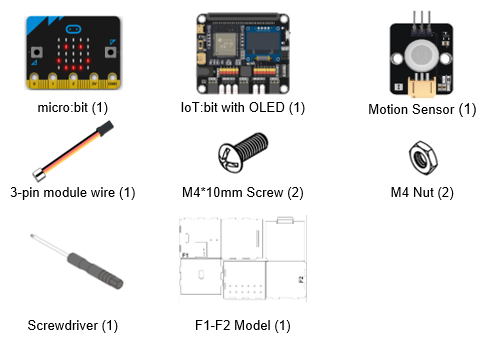 micro:bit (1)
IoT:bit with OLED (1)
Motion Sensor (1)
3-pin module wire (1)
M4*10mm Screw (2)
M4 Nut (2)
F1
F2
Screwdriver (1)
F1-F2 Model (1)